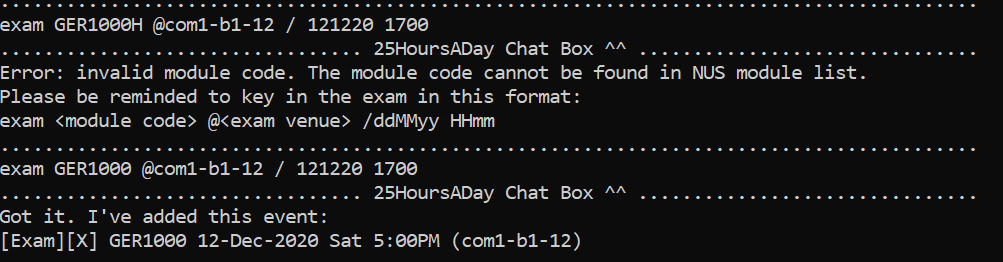 ..........................................................................................
exam GER1000H @com1-b1-12 / 121220 1700
................................. 25HoursADay Chat Box ^^ ...............................
Error: invalid module code. The module code cannot be found in NUS module list.
Please be reminded to key in the exam in this format:
exam <module code> @<exam venue> /ddMMyy HHmm
..........................................................................................
exam GER1000 @com1-b1-12 / 121220 1700
................................. 25HoursADay Chat Box ^^ ...............................
Got it. I've added this event:
[Exam][X] GER1000 12-Dec-2020 Sat 5:00PM (com1-b1-12)